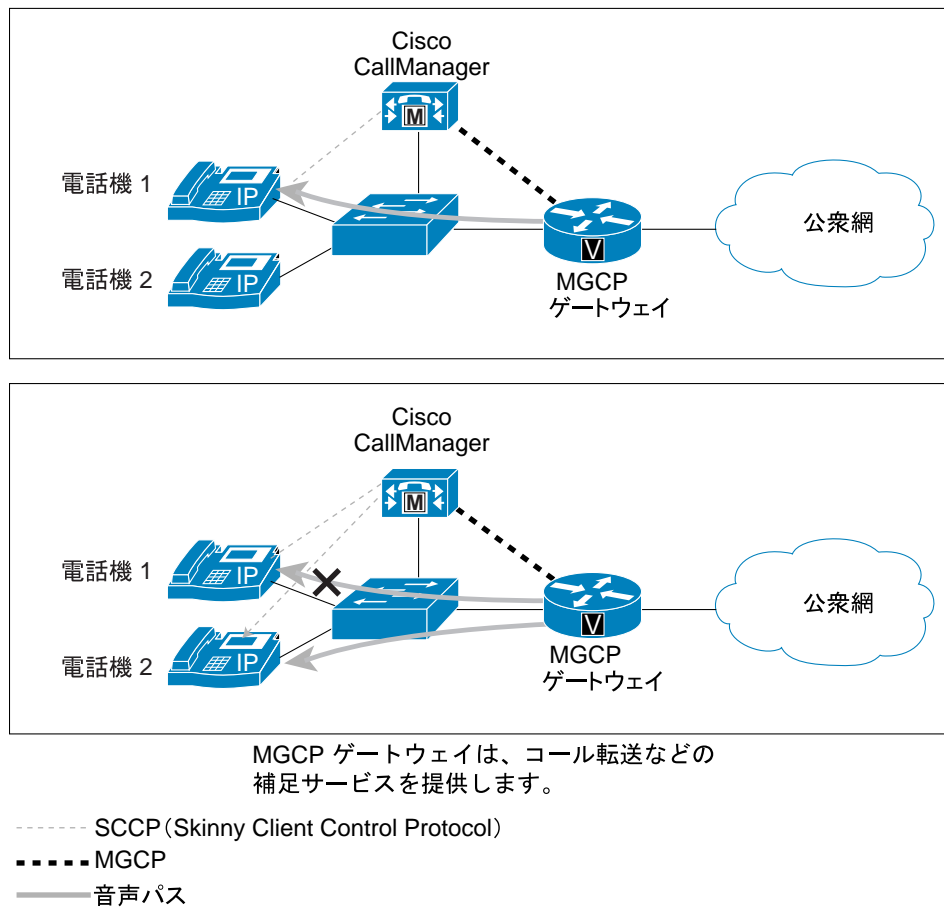 Cisco
CallManager
M
電話機 1
IP
電話機 2
IP
V
MGCP
ゲートウェイ
公衆網
Cisco
CallManager
M
電話機 1
IP
電話機 2
IP
V
MGCP
ゲートウェイ
公衆網
MGCP ゲートウェイは、コール転送などの
補足サービスを提供します。
SCCP（Skinny Client Control Protocol）
MGCP
音声パス